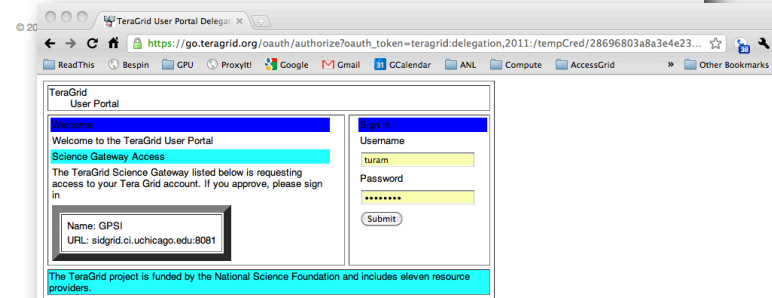 © 20
TeraGrid User Portal Delegat
https://go.teragrid.org/oauth/authorize?oauth_token=teragrid:delegation,2011:/tempCred/28696803a8a3e4e23...
38
ReadThis Bespin GPU ProxyIt! Google Gmail 31 GCalendar ANL Compute AccessGrid » Other Bookmarks
TeraGrid
User Portal
Welcome
Welcome to the TeraGrid User Portal
Science Gateway Access
The TeraGrid Science Gateway listed below is requesting
access to your Tera Grid account. If you approve, please sign
in
Name: GPSI
URL: sidgrid.ci.uchicago.edu:8081
Sign in
Username
turam
Password
••••••••
Submit
The TeraGrid project is funded by the National Science Foundation and includes eleven resource
providers.